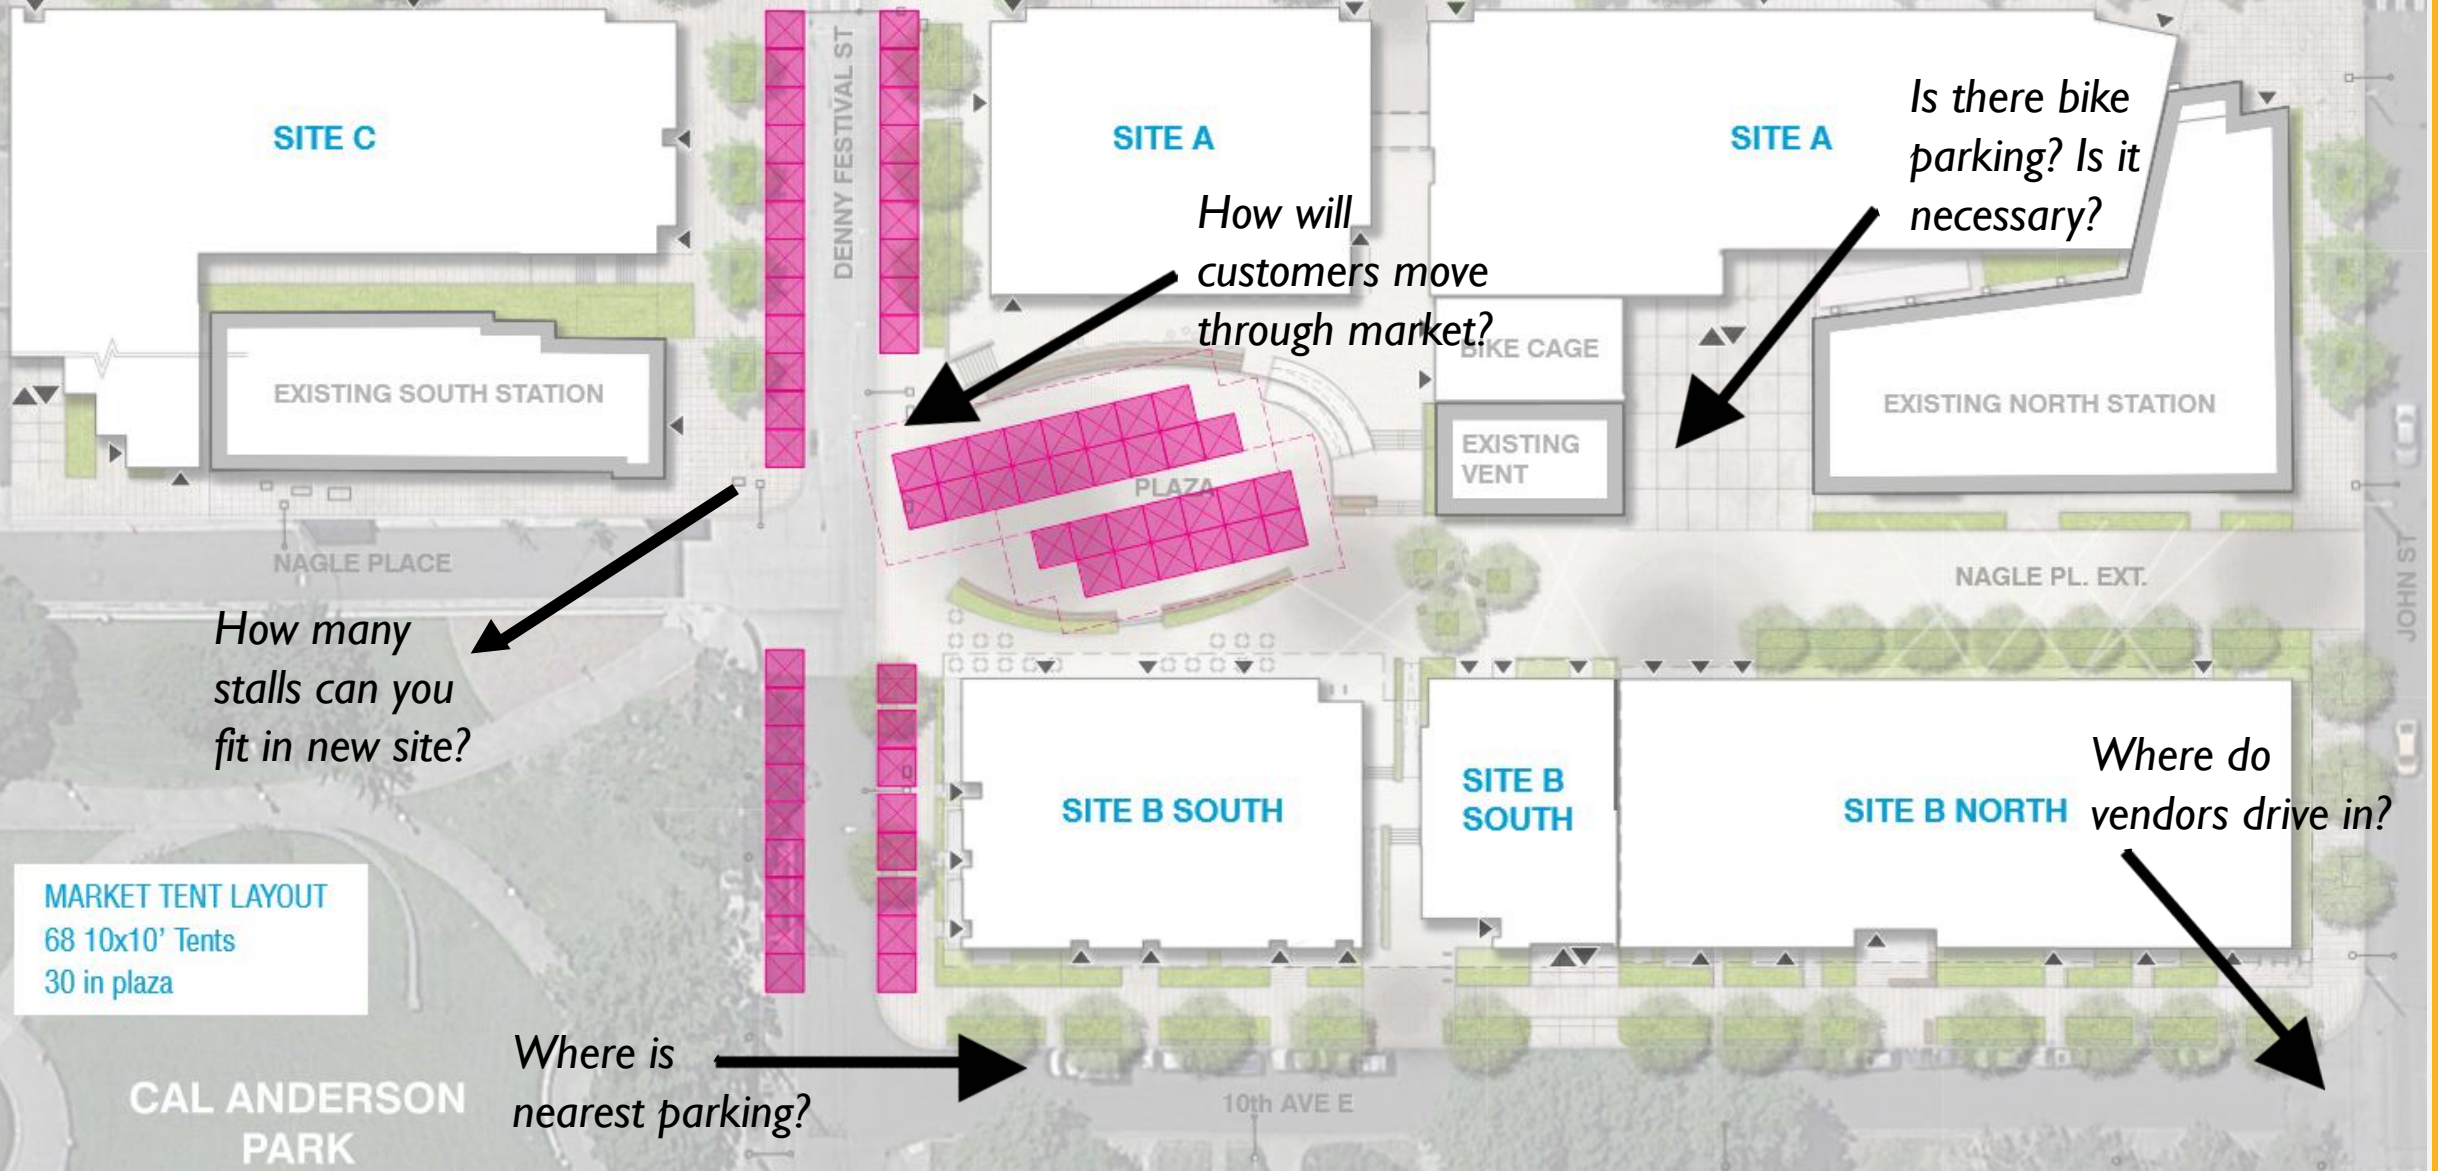 SITE C
DENNY FESTIVAL ST
SITE A
SITE A
Is there bike
parking? Is it
necessary?
How will
customers move
through market?
BIKE CAGE
EXISTING SOUTH STATION
EXISTING NORTH STATION
EXISTING
VENT
PLAZA
NAGLE PLACE
NAGLE PL. EXT.
JOHN ST
How many
stalls can you
fit in new site?
SITE B SOUTH
SITE B
SOUTH
SITE B NORTH
Where do
vendors drive in?
MARKET TENT LAYOUT
68 10x10' Tents
30 in plaza
Where is
nearest parking?
CAL ANDERSON
PARK
10th AVE E